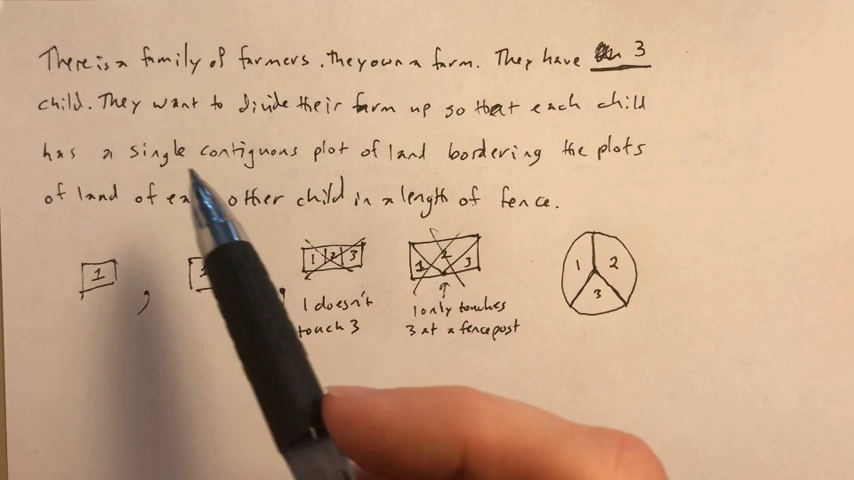 There is a family of farmers. they own a farm. They have 3
child. They want to divide their farm up so that each child
has a single contiguous plot of land bordering the plots
of land of other child in a length of fence.
1 , 1 2 3 1 2 3 1 2 3
1 doesn't
touch 3
1 only touches
3 at a fencepost